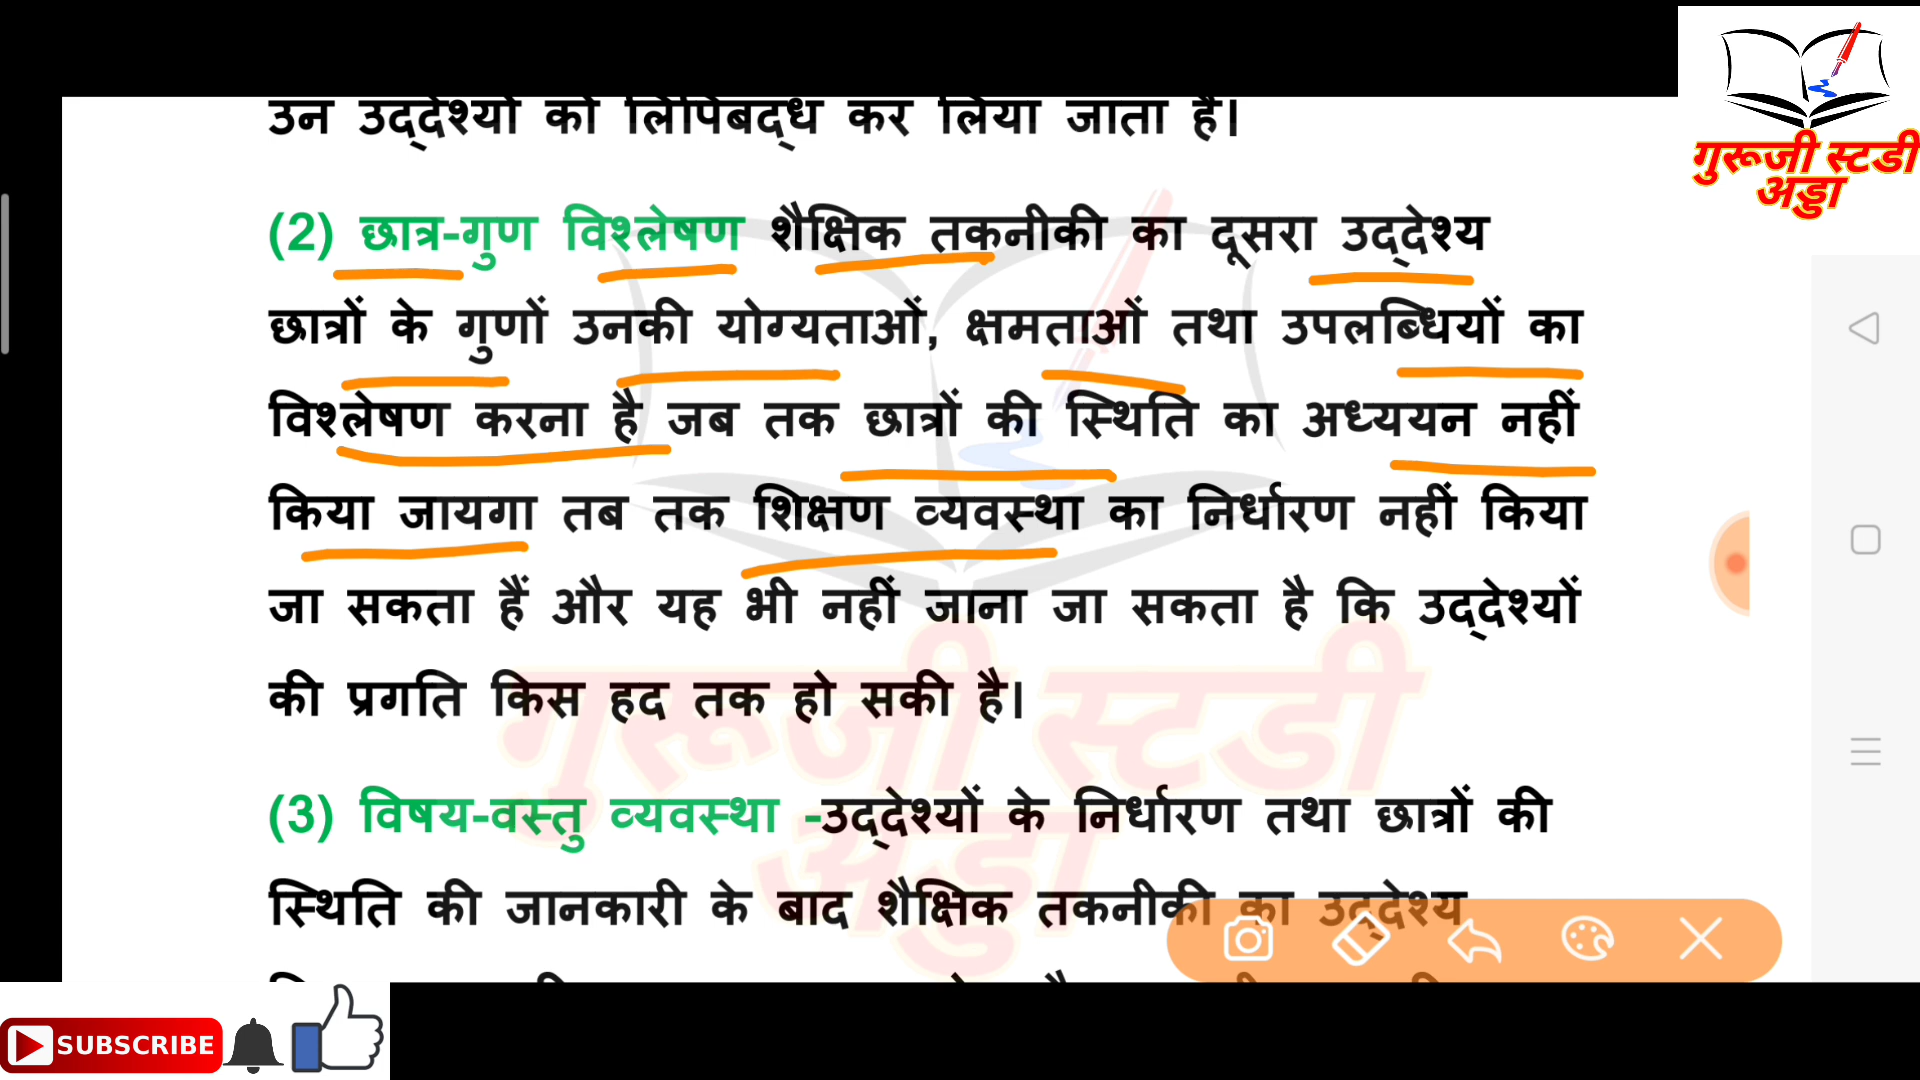 उन उद्देश्यों को लिपिबद्ध कर लिया जाता है।
गुरूजी स्टडी
अड्डा
(2) छात्र-गुण विश्लेषण शैक्षिक तकनीकी का दूसरा उद्देश्य
छात्रों के गुणों उनकी योग्यताओं, क्षमताओं तथा उपलब्धियों का
विश्लेषण करना है जब तक छात्रों की स्थिति का अध्ययन नहीं
किया जायगा तब तक शिक्षण व्यवस्था का निर्धारण नहीं किया
जा सकता हैं और यह भी नहीं जाना जा सकता है कि उद्देश्यों
की प्रगति किस हद तक हो सकी है।
गुरूजी स्टडी
अड्डा
(3) विषय-वस्तु व्यवस्था -उद्देश्यों के निर्धारण तथा छात्रों की
स्थिति की जानकारी के बाद शैक्षिक तकनीकी का उद्देश्य
SUBSCRIBE